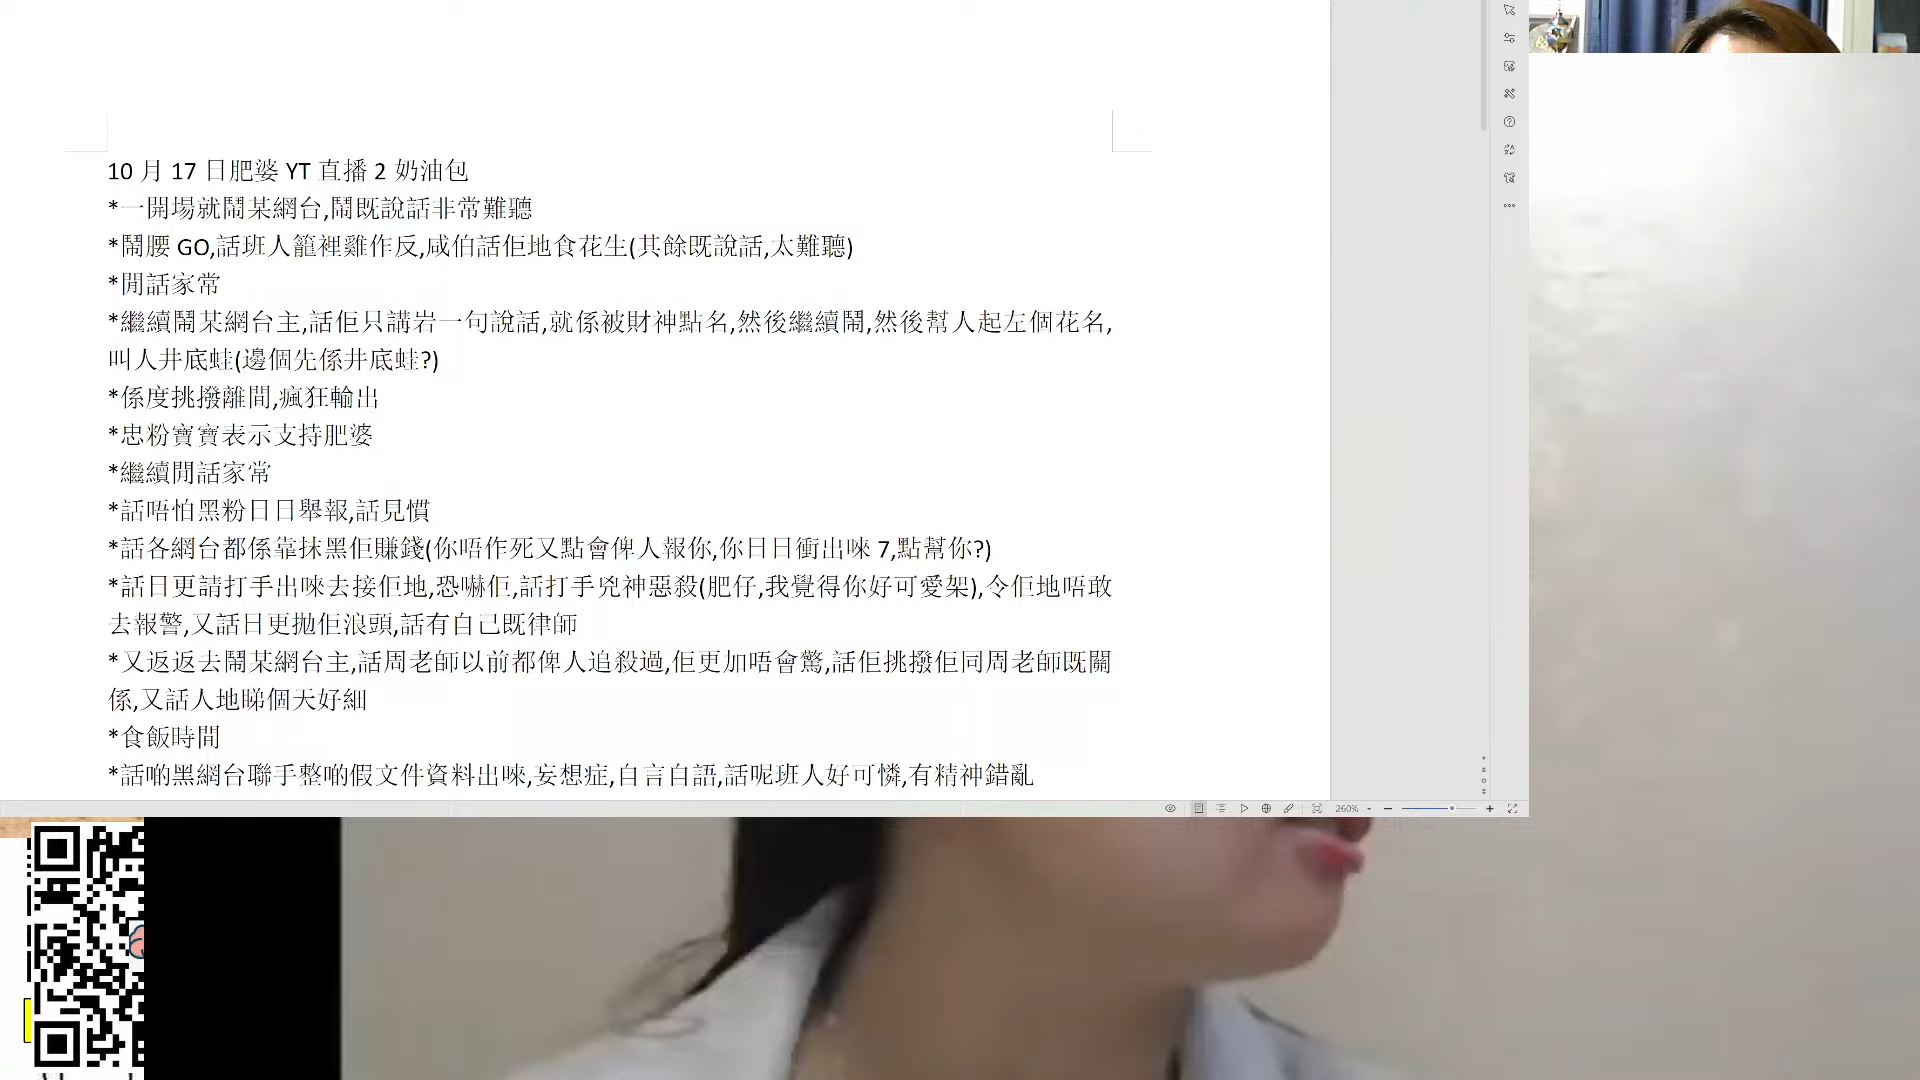 10 月 17 日肥婆 YT 直播 2 奶油包
*一開場就鬧某網台,鬧既說話非常難聽
*鬧腰 GO,話班人籠裡雞作反,咸伯話佢地食花生(其餘既說話,太難聽)
*閒話家常
*繼續鬧某網台主,話佢只講岩一句說話,就係被財神點名,然後繼續鬧,然後幫人起左個花名,
叫人井底蛙(邊個先係井底蛙?)
*係度挑撥離間,瘋狂輸出
*忠粉寶寶表示支持肥婆
*繼續閒話家常
*話唔怕黑粉日日舉報,話見慣
*話各網台都係靠抹黑佢賺錢(你唔作死又點會俾人報你,你日日衝出嚟 7,點幫你?)
*話日更請打手出嚟去接佢地,恐嚇佢,話打手兇神惡殺(肥仔,我覺得你好可愛架),令佢地唔敢
去報警,又話日更拋佢浪頭,話有自己既律師
*又返返去鬧某網台主,話周老師以前都俾人追殺過,佢更加唔會驚,話佢挑撥佢同周老師既關
係,又話人地睇個天好細
*食飯時間
*話啲黑網台聯手整啲假文件資料出嚟,妄想症,自言自語,話呢班人好可憐,有精神錯亂
260%